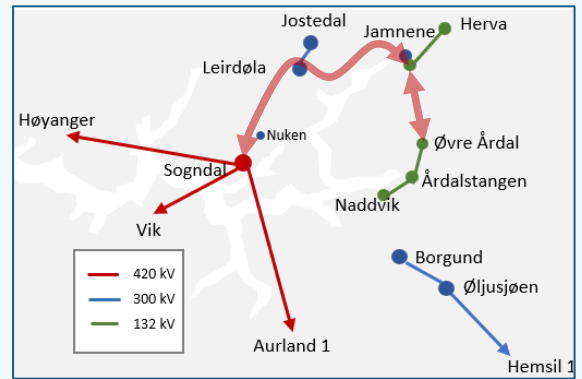 Jostedal
Jamnene
Herva
Leirdøla
Høyanger
Nuken
Øvre Årdal
Sogndal
Årdalstangen
Naddvik
Vik
Borgund
420 kV
300 kV
132 kV
Øljusjøen
Aurland 1
Hemsil 1